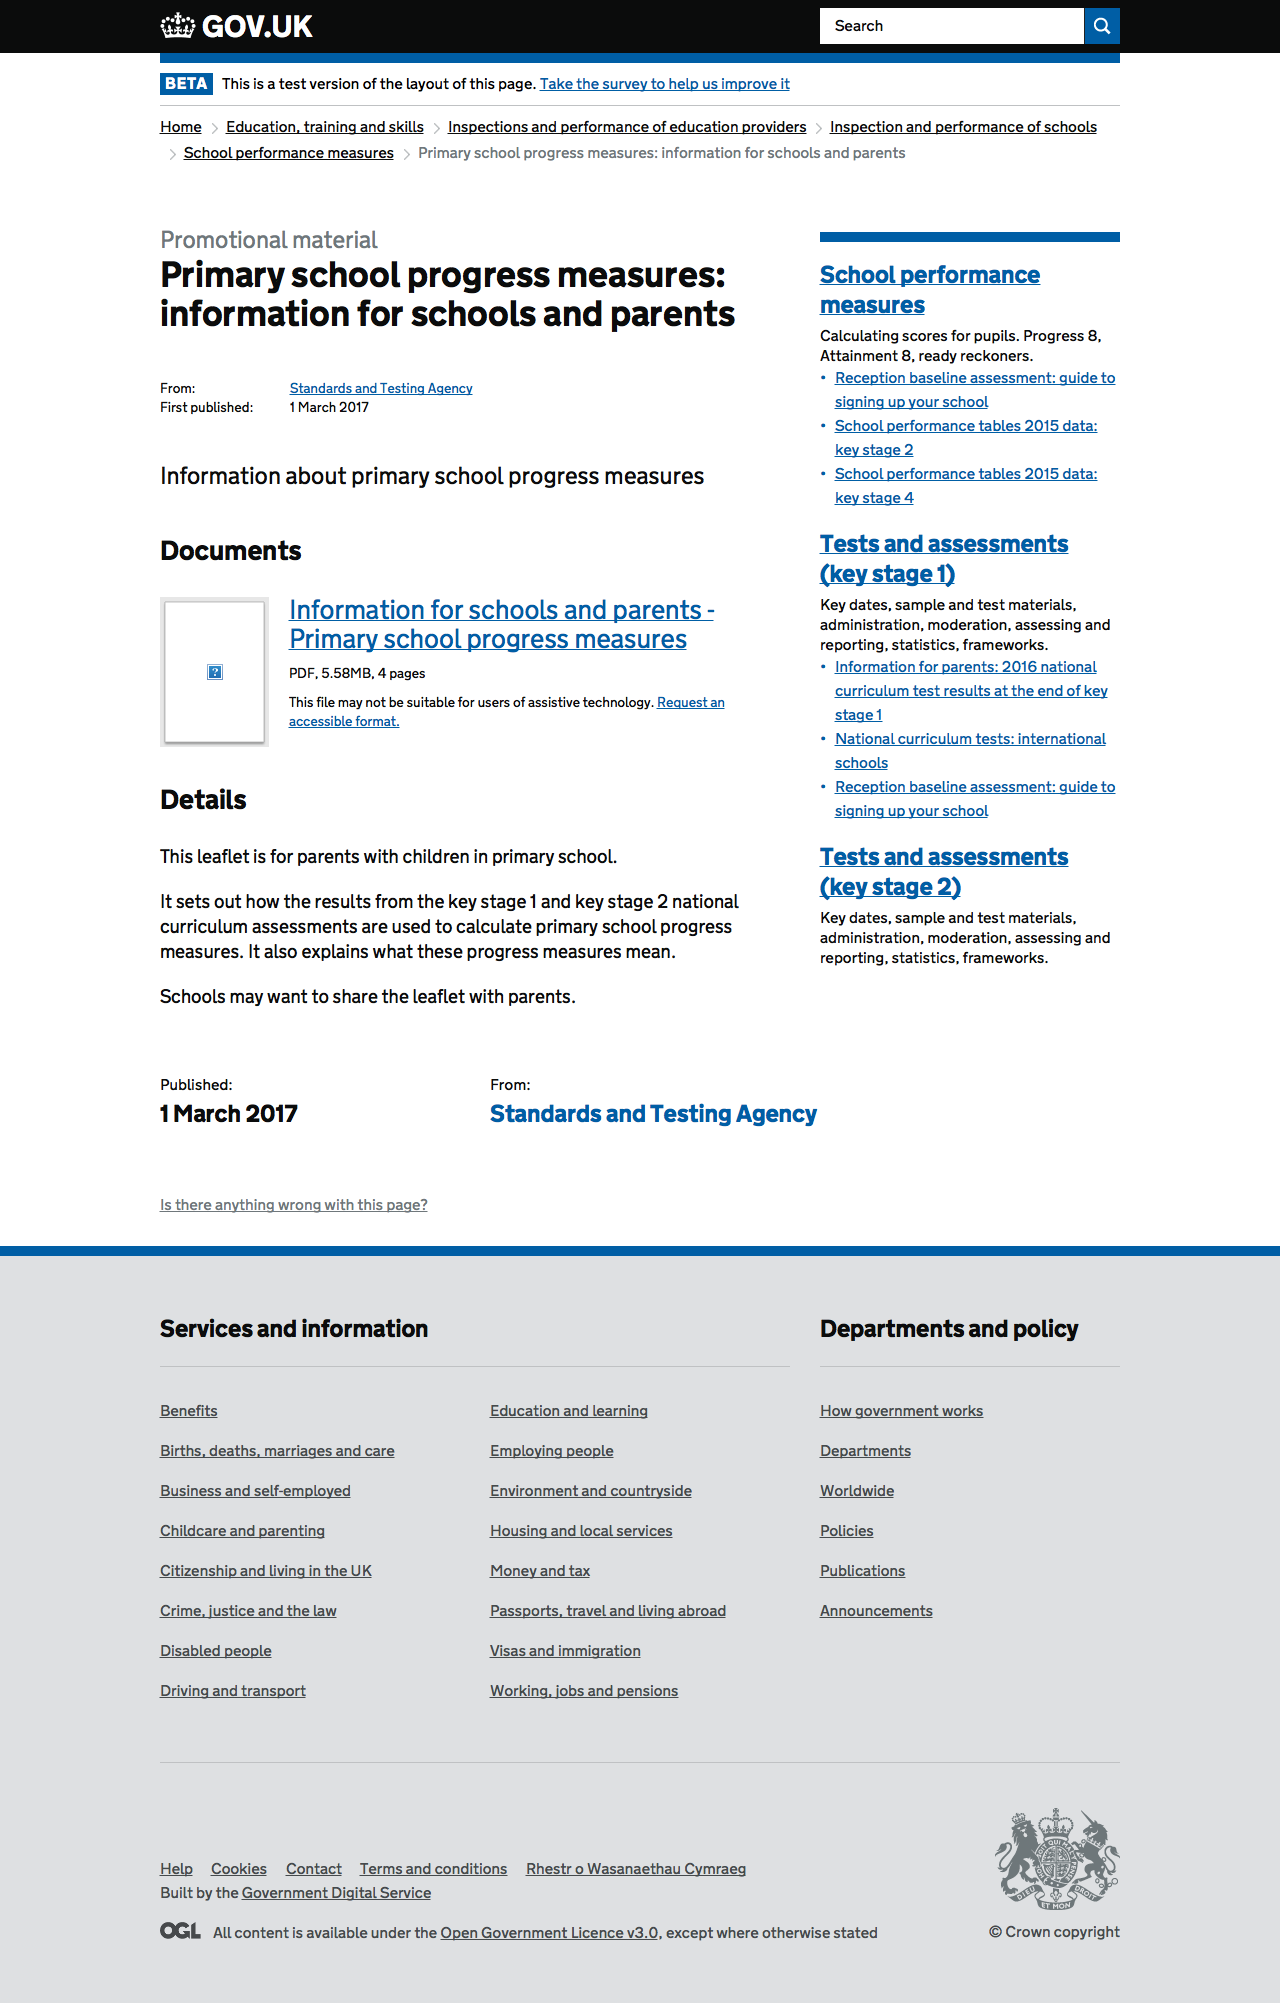 GOV.UK
Search
BETA This is a test version of the layout of this page. Take the survey to help us improve it
Home Education, training and skills Inspections and performance of education providers Inspection and performance of schools
School performance measures Primary school progress measures: information for schools and parents
Promotional material
Primary school progress measures:
information for schools and parents
From: Standards and Testing Agency
First published: 1 March 2017
Information about primary school progress measures
Documents
Information for schools and parents -
Primary school progress measures
PDF, 5.58MB, 4 pages
This file may not be suitable for users of assistive technology. Request an
accessible format.
Details
This leaflet is for parents with children in primary school.
It sets out how the results from the key stage 1 and key stage 2 national
curriculum assessments are used to calculate primary school progress
measures. It also explains what these progress measures mean.
Schools may want to share the leaflet with parents.
School performance
measures
Calculating scores for pupils. Progress 8,
Attainment 8, ready reckoners.
• Reception baseline assessment: guide to
signing up your school
• School performance tables 2015 data:
key stage 2
• School performance tables 2015 data:
key stage 4
Tests and assessments
(key stage 1)
Key dates, sample and test materials,
administration, moderation, assessing and
reporting, statistics, frameworks.
• Information for parents: 2016 national
curriculum test results at the end of key
stage 1
• National curriculum tests: international
schools
• Reception baseline assessment: guide to
signing up your school
Tests and assessments
(key stage 2)
Key dates, sample and test materials,
administration, moderation, assessing and
reporting, statistics, frameworks.
Published:
1 March 2017
From:
Standards and Testing Agency
Is there anything wrong with this page?
Services and information
Benefits
Births, deaths, marriages and care
Business and self-employed
Childcare and parenting
Citizenship and living in the UK
Crime, justice and the law
Disabled people
Driving and transport
Education and learning
Employing people
Environment and countryside
Housing and local services
Money and tax
Passports, travel and living abroad
Visas and immigration
Working, jobs and pensions
Departments and policy
How government works
Departments
Worldwide
Policies
Publications
Announcements
Help Cookies Contact Terms and conditions Rhestr o Wasanaethau Cymraeg
Built by the Government Digital Service
OGL All content is available under the Open Government Licence v3.0, except where otherwise stated
DIEU
ET MON
DROIT
© Crown copyright